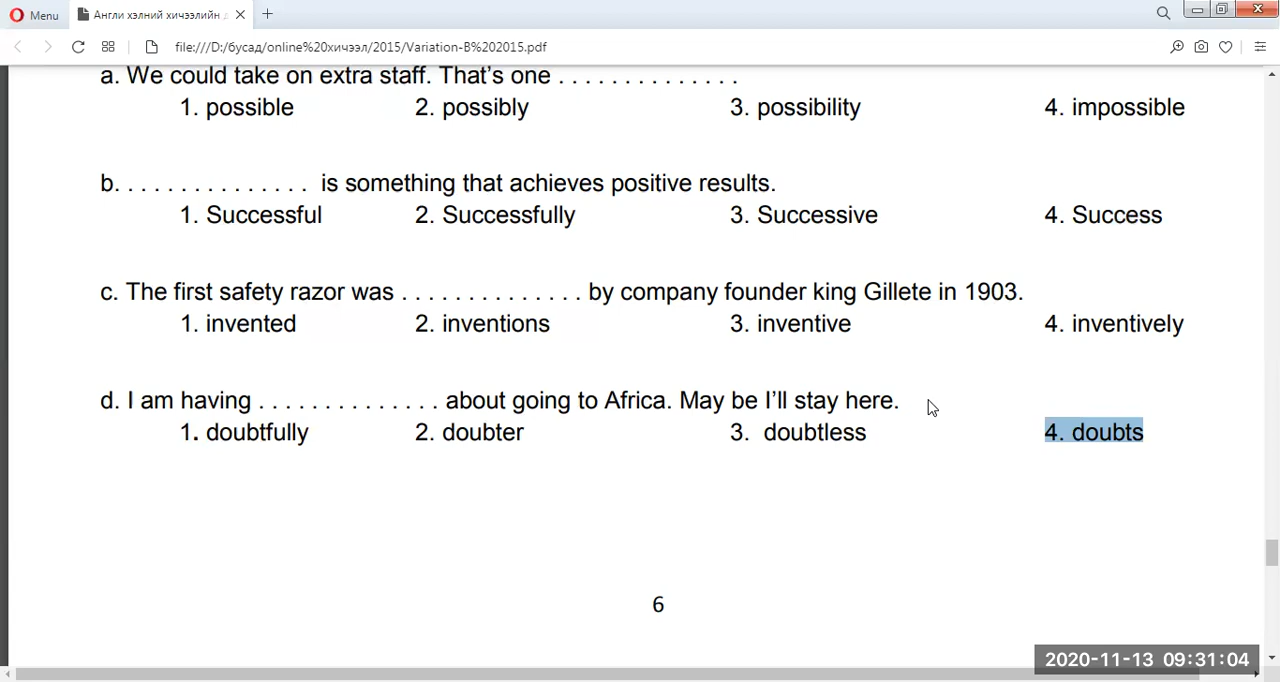 Menu
Англи хэлний хичээлийн
file:///D:/бусад/online%20хичээл/2015/Variation-B%202015.pdf
a. We could take on extra staff. That’s one . . . . . . . . . . . . . .
1. possible 2. possibly 3. possibility 4. impossible
b. . . . . . . . . . . . . . . is something that achieves positive results.
1. Successful 2. Successfully 3. Successive 4. Success
c. The first safety razor was . . . . . . . . . . . . . . by company founder king Gillete in 1903.
1. invented 2. inventions 3. inventive 4. inventively
d. I am having . . . . . . . . . . . . . . about going to Africa. May be I’ll stay here.
1. doubtfully 2. doubter 3. doubtless 4. doubts
6
2020-11-13 09:31:04